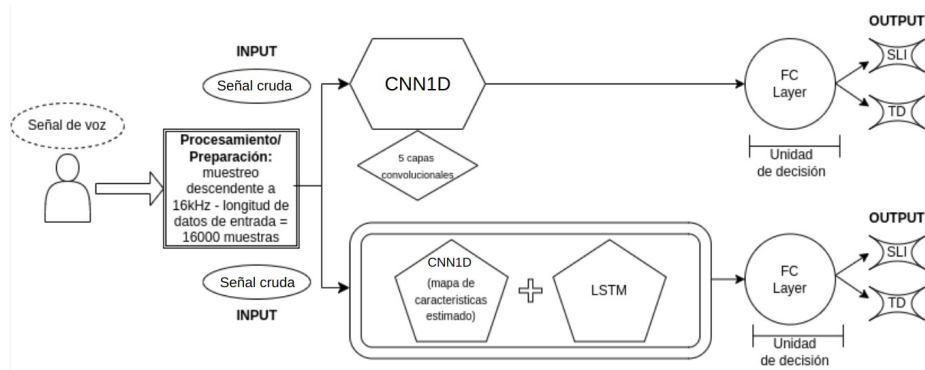 Señal de voz
Procesamiento/
Preparación:
muestreo
descendente a
16kHz - longitud de
datos de entrada =
16000 muestras
INPUT
Señal cruda
CNN1D
5 capas
convolucionales
FC
Layer
Unidad
de decisión
OUTPUT
SLI
TD
Señal cruda
INPUT
CNN1D
(mapa de
caracteristicas
estimado)
LSTM
FC
Layer
Unidad
de decisión
OUTPUT
SLI
TD